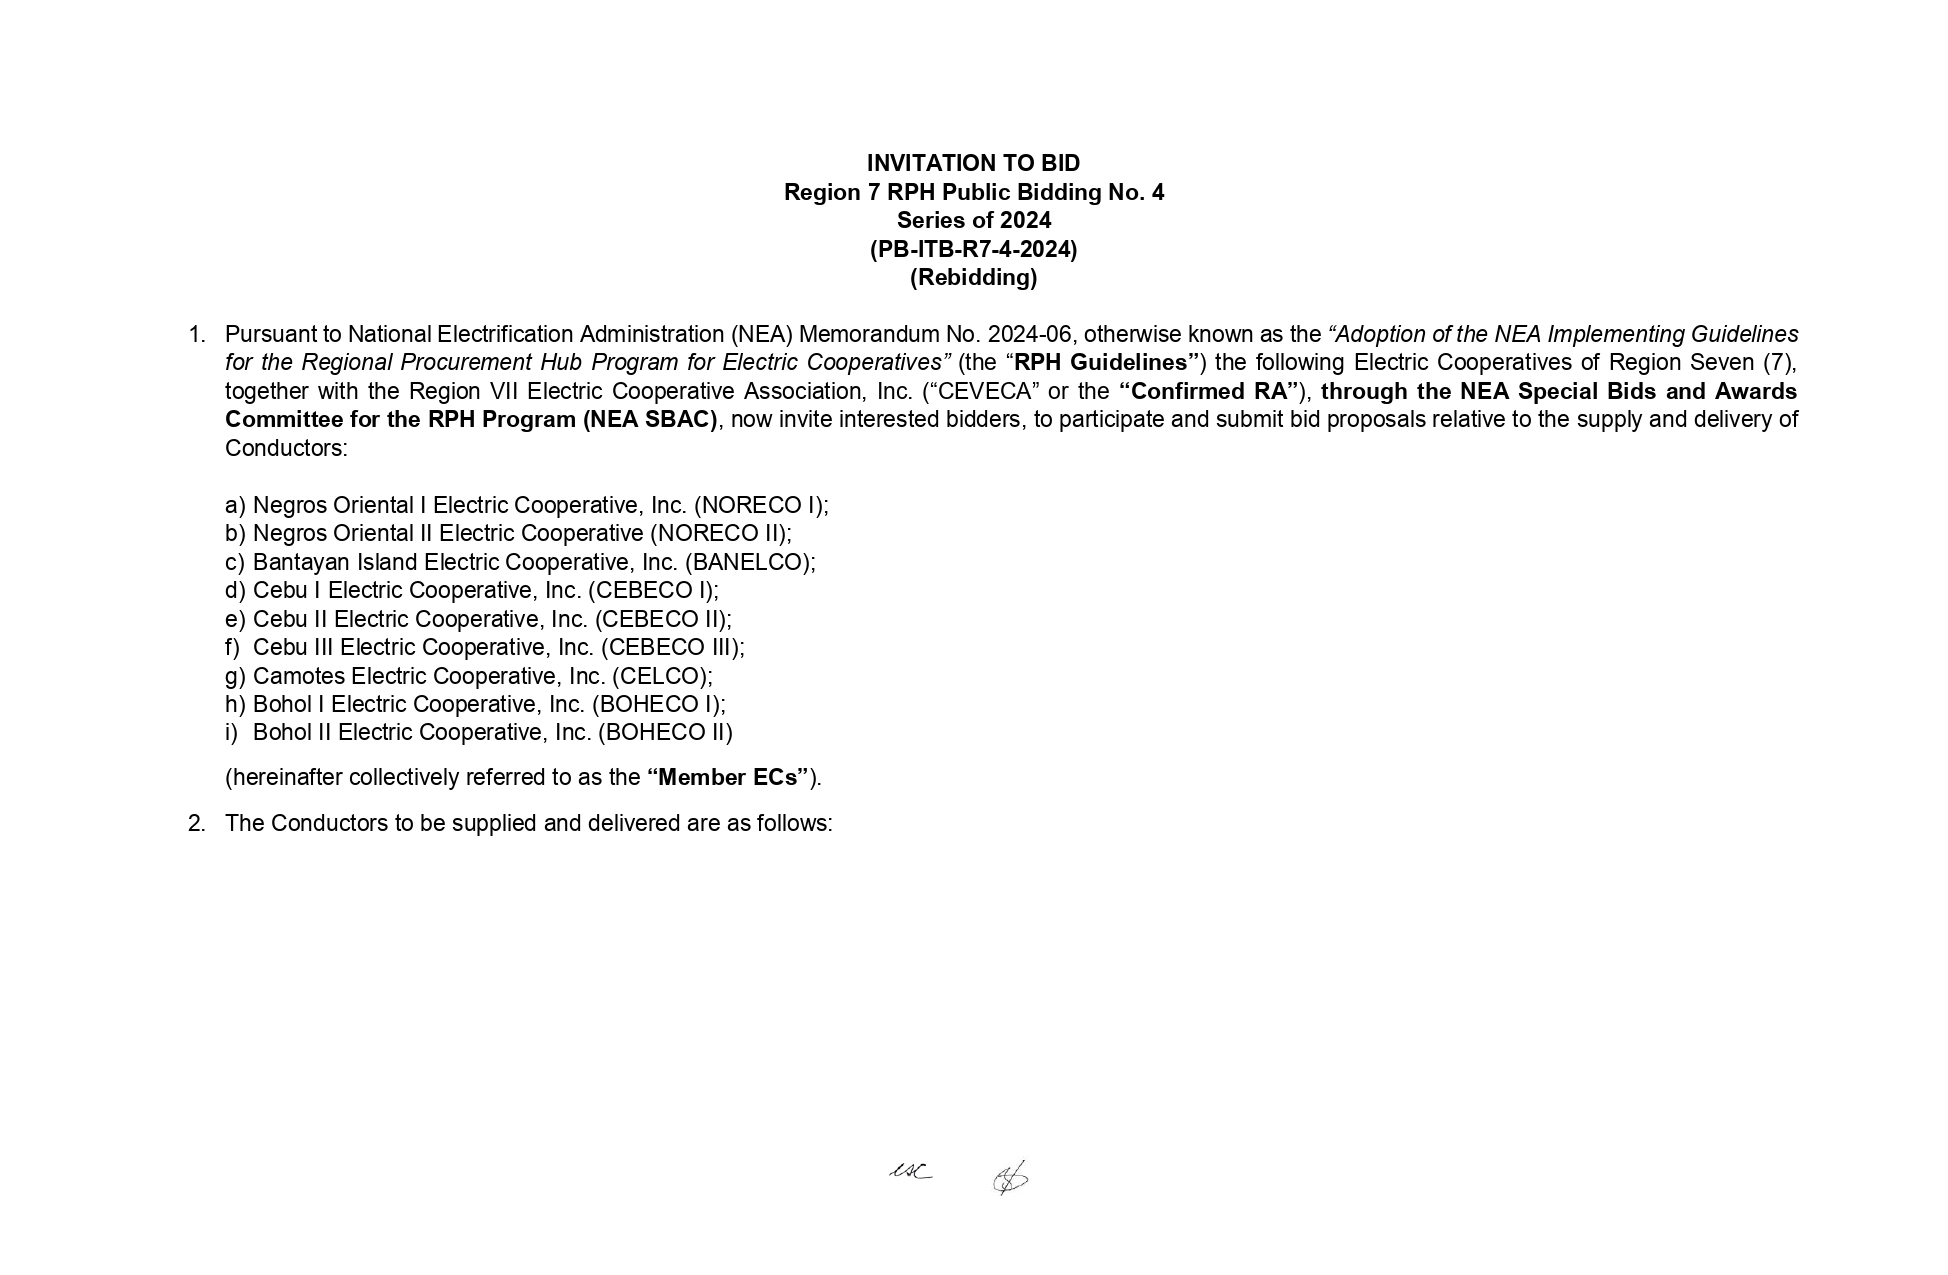 INVITATION TO BID
Region 7 RPH Public Bidding No. 4
Series of 2024
(PB-ITB-R7-4-2024)
(Rebidding)
1. Pursuant to National Electrification Administration (NEA) Memorandum No. 2024-06, otherwise known as the “Adoption of the NEA Implementing Guidelines
for the Regional Procurement Hub Program for Electric Cooperatives” (the “RPH Guidelines”) the following Electric Cooperatives of Region Seven (7),
together with the Region VII Electric Cooperative Association, Inc. (“CEVECA” or the “Confirmed RA”), through the NEA Special Bids and Awards
Committee for the RPH Program (NEA SBAC), now invite interested bidders, to participate and submit bid proposals relative to the supply and delivery of
Conductors:
a) Negros Oriental I Electric Cooperative, Inc. (NORECO I);
b) Negros Oriental II Electric Cooperative (NORECO II);
c) Bantayan Island Electric Cooperative, Inc. (BANELCO);
d) Cebu I Electric Cooperative, Inc. (CEBECO I);
e) Cebu II Electric Cooperative, Inc. (CEBECO II);
f) Cebu III Electric Cooperative, Inc. (CEBECO III);
g) Camotes Electric Cooperative, Inc. (CELCO);
h) Bohol I Electric Cooperative, Inc. (BOHECO I);
i) Bohol II Electric Cooperative, Inc. (BOHECO II)
(hereinafter collectively referred to as the “Member ECs”).
2. The Conductors to be supplied and delivered are as follows: